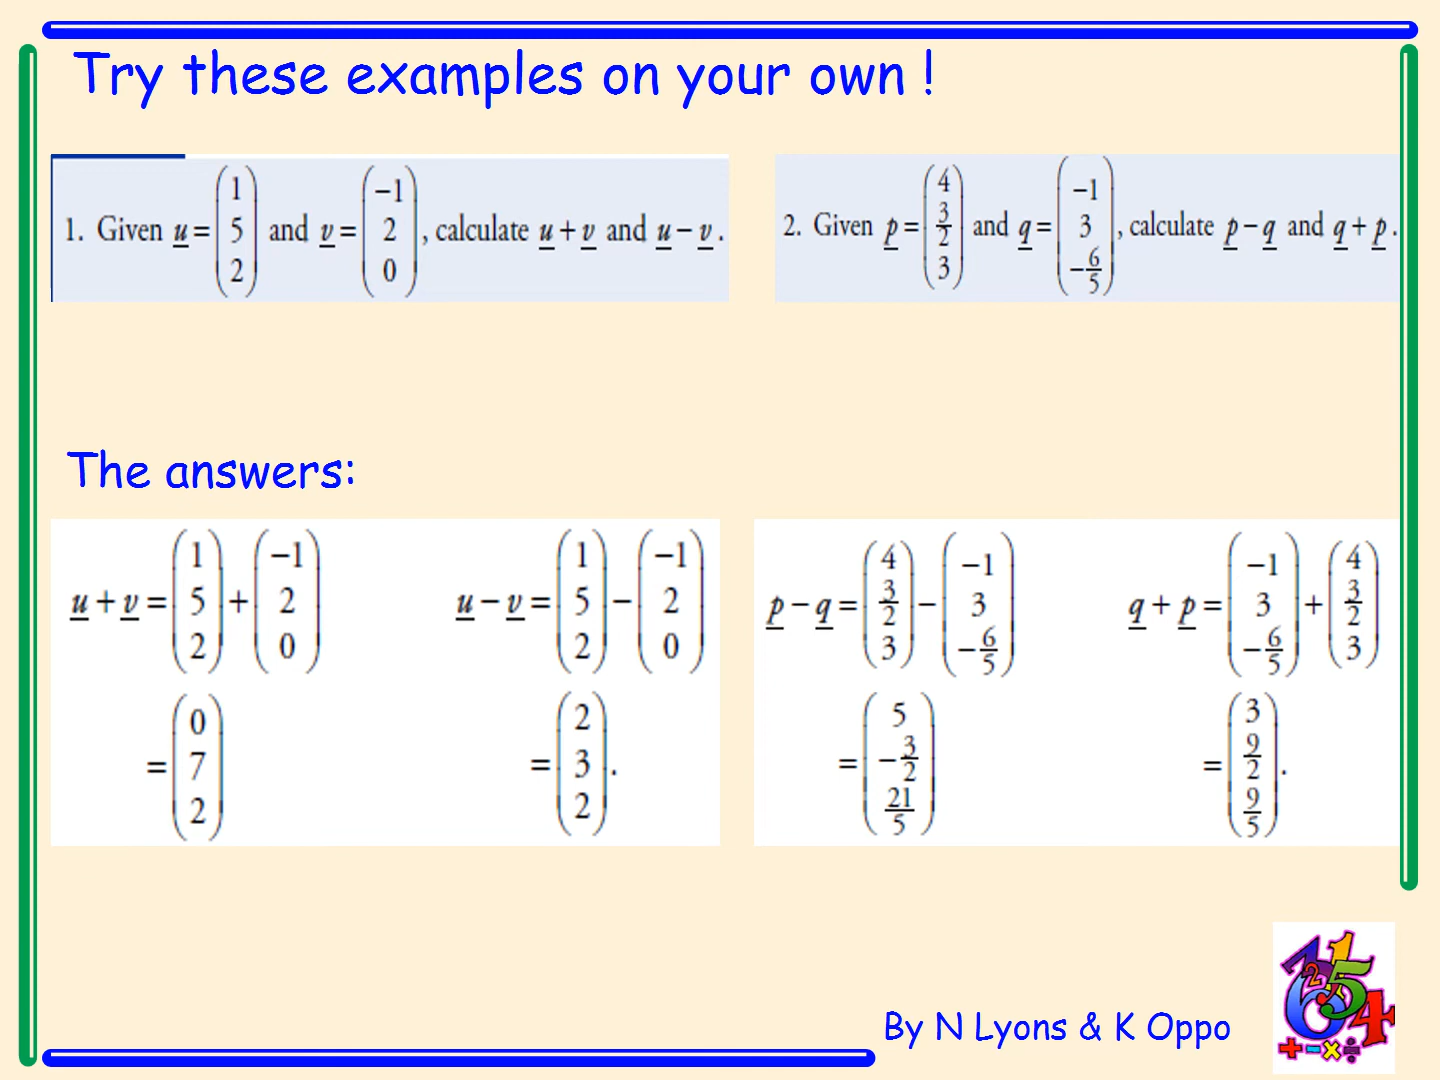 Try these examples on your own !
1. Given u = (1 5 2) and v = (−1 2 0), calculate u + v and u − v.
2. Given p = (4 3/2 3) and q = (−1 3 −6/5), calculate p − q and q + p.
The answers:
u + v = (1 5 2) + (−1 2 0)
= (0 7 2)
u − v = (1 5 2) − (−1 2 0)
= (2 3 2).
p − q = (4 3/2 3) − (−1 3 −6/5)
= (5 −3/2 21/5)
q + p = (−1 3 −6/5) + (4 3/2 3)
= (3 9/2 9/5).
By N Lyons & K Oppo